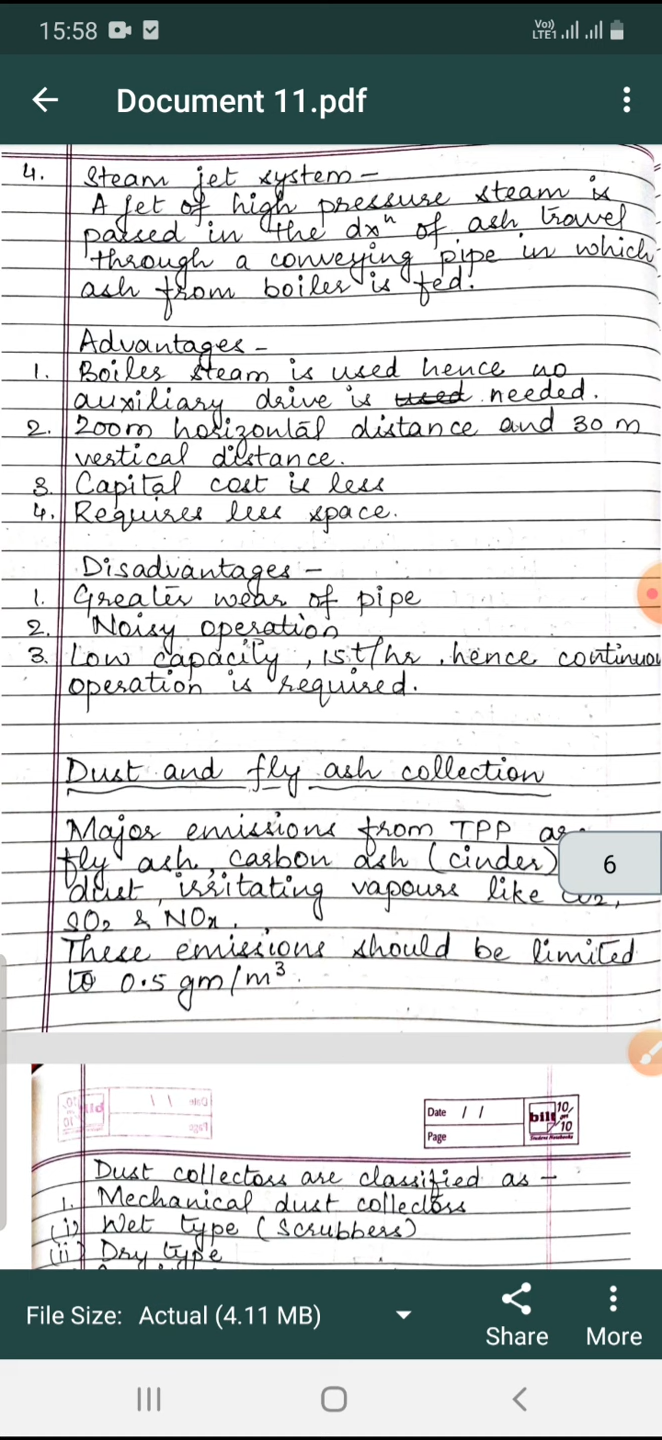 15:58
Vo)) LTE1
Document 11.pdf
4. Steam jet system -
A jet of high pressure steam is
passed in the dxⁿ of ash travel
through a conveying pipe in which
ash from boiler is fed.
Advantages -
1. Boiler steam is used hence no
auxiliary drive is used needed.
2. 200m horizontal distance and 30 m
vertical distance.
3. Capital cost is less
4. Requires less space.
Disadvantages -
1. Greater wear of pipe
2. Noisy operation
3. Low capacity, 15t/hr, hence continuou
operation is required.
Dust and fly ash collection
Major emissions from TPP
fly ash, carbon ash (cinder)
6
dust, irritating vapours like CO2,
SO2 & NOx.
These emissions should be limited
to 0.5 gm/m³.
Date / /
Page
bilt 10 on 10
Dust collectors are classified as -
1. Mechanical dust collectors
(i) Wet type (Scrubbers)
(ii) Dry type
File Size: Actual (4.11 MB)
Share
More